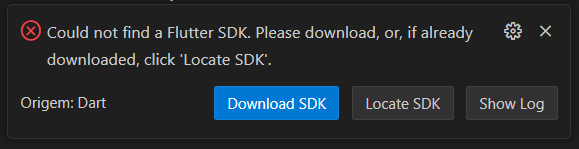 Could not find a Flutter SDK. Please download, or, if already
downloaded, click 'Locate SDK'.
Origem: Dart
Download SDK
Locate SDK
Show Log